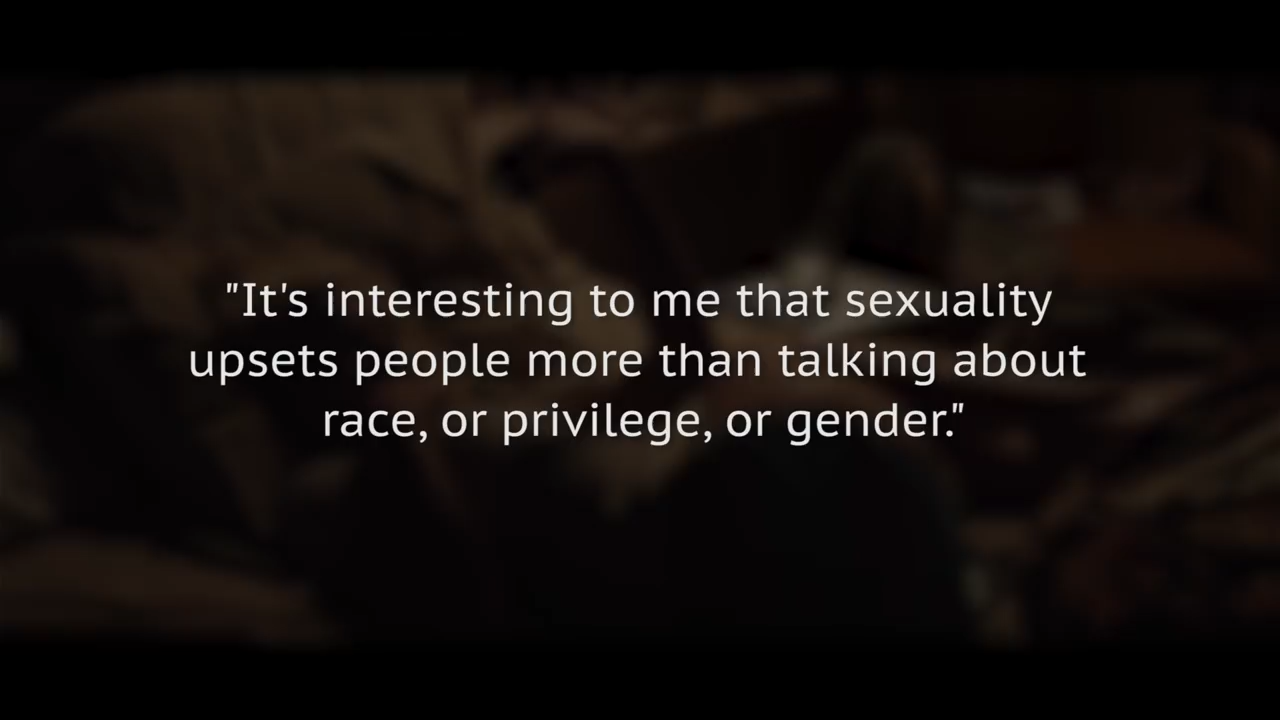 "It's interesting to me that sexuality
upsets people more than talking about
race, or privilege, or gender."